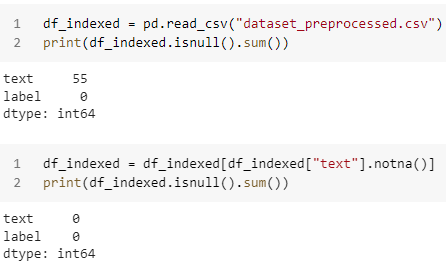 1 df_indexed = pd.read_csv("dataset_preprocessed.csv")
2 print(df_indexed.isnull().sum())
text 55
label 0
dtype: int64
1 df_indexed = df_indexed[df_indexed["text"].notna()]
2 print(df_indexed.isnull().sum())
text 0
label 0
dtype: int64